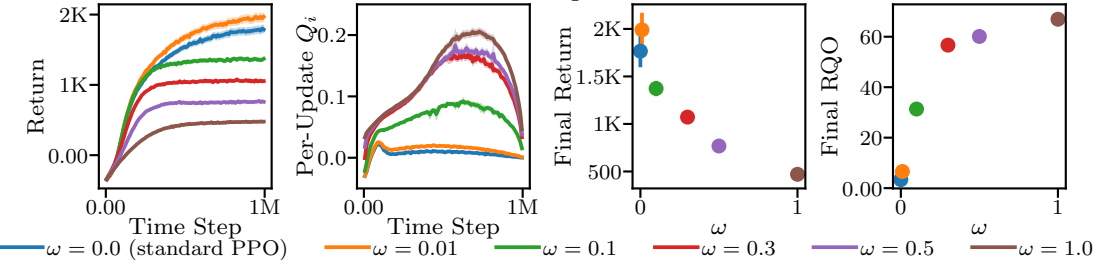 2K
1K
0.00
Return
0.00
1M
Time Step
0.2
0.1
0.0
Per-Update Q_i
0.00
1M
Time Step
2K
1.5K
1K
500
Final Return
0
1
ω
60
40
20
0.00
Final RQO
0
1
ω
ω = 0.0 (standard PPO)
ω = 0.01
ω = 0.1
ω = 0.3
ω = 0.5
ω = 1.0